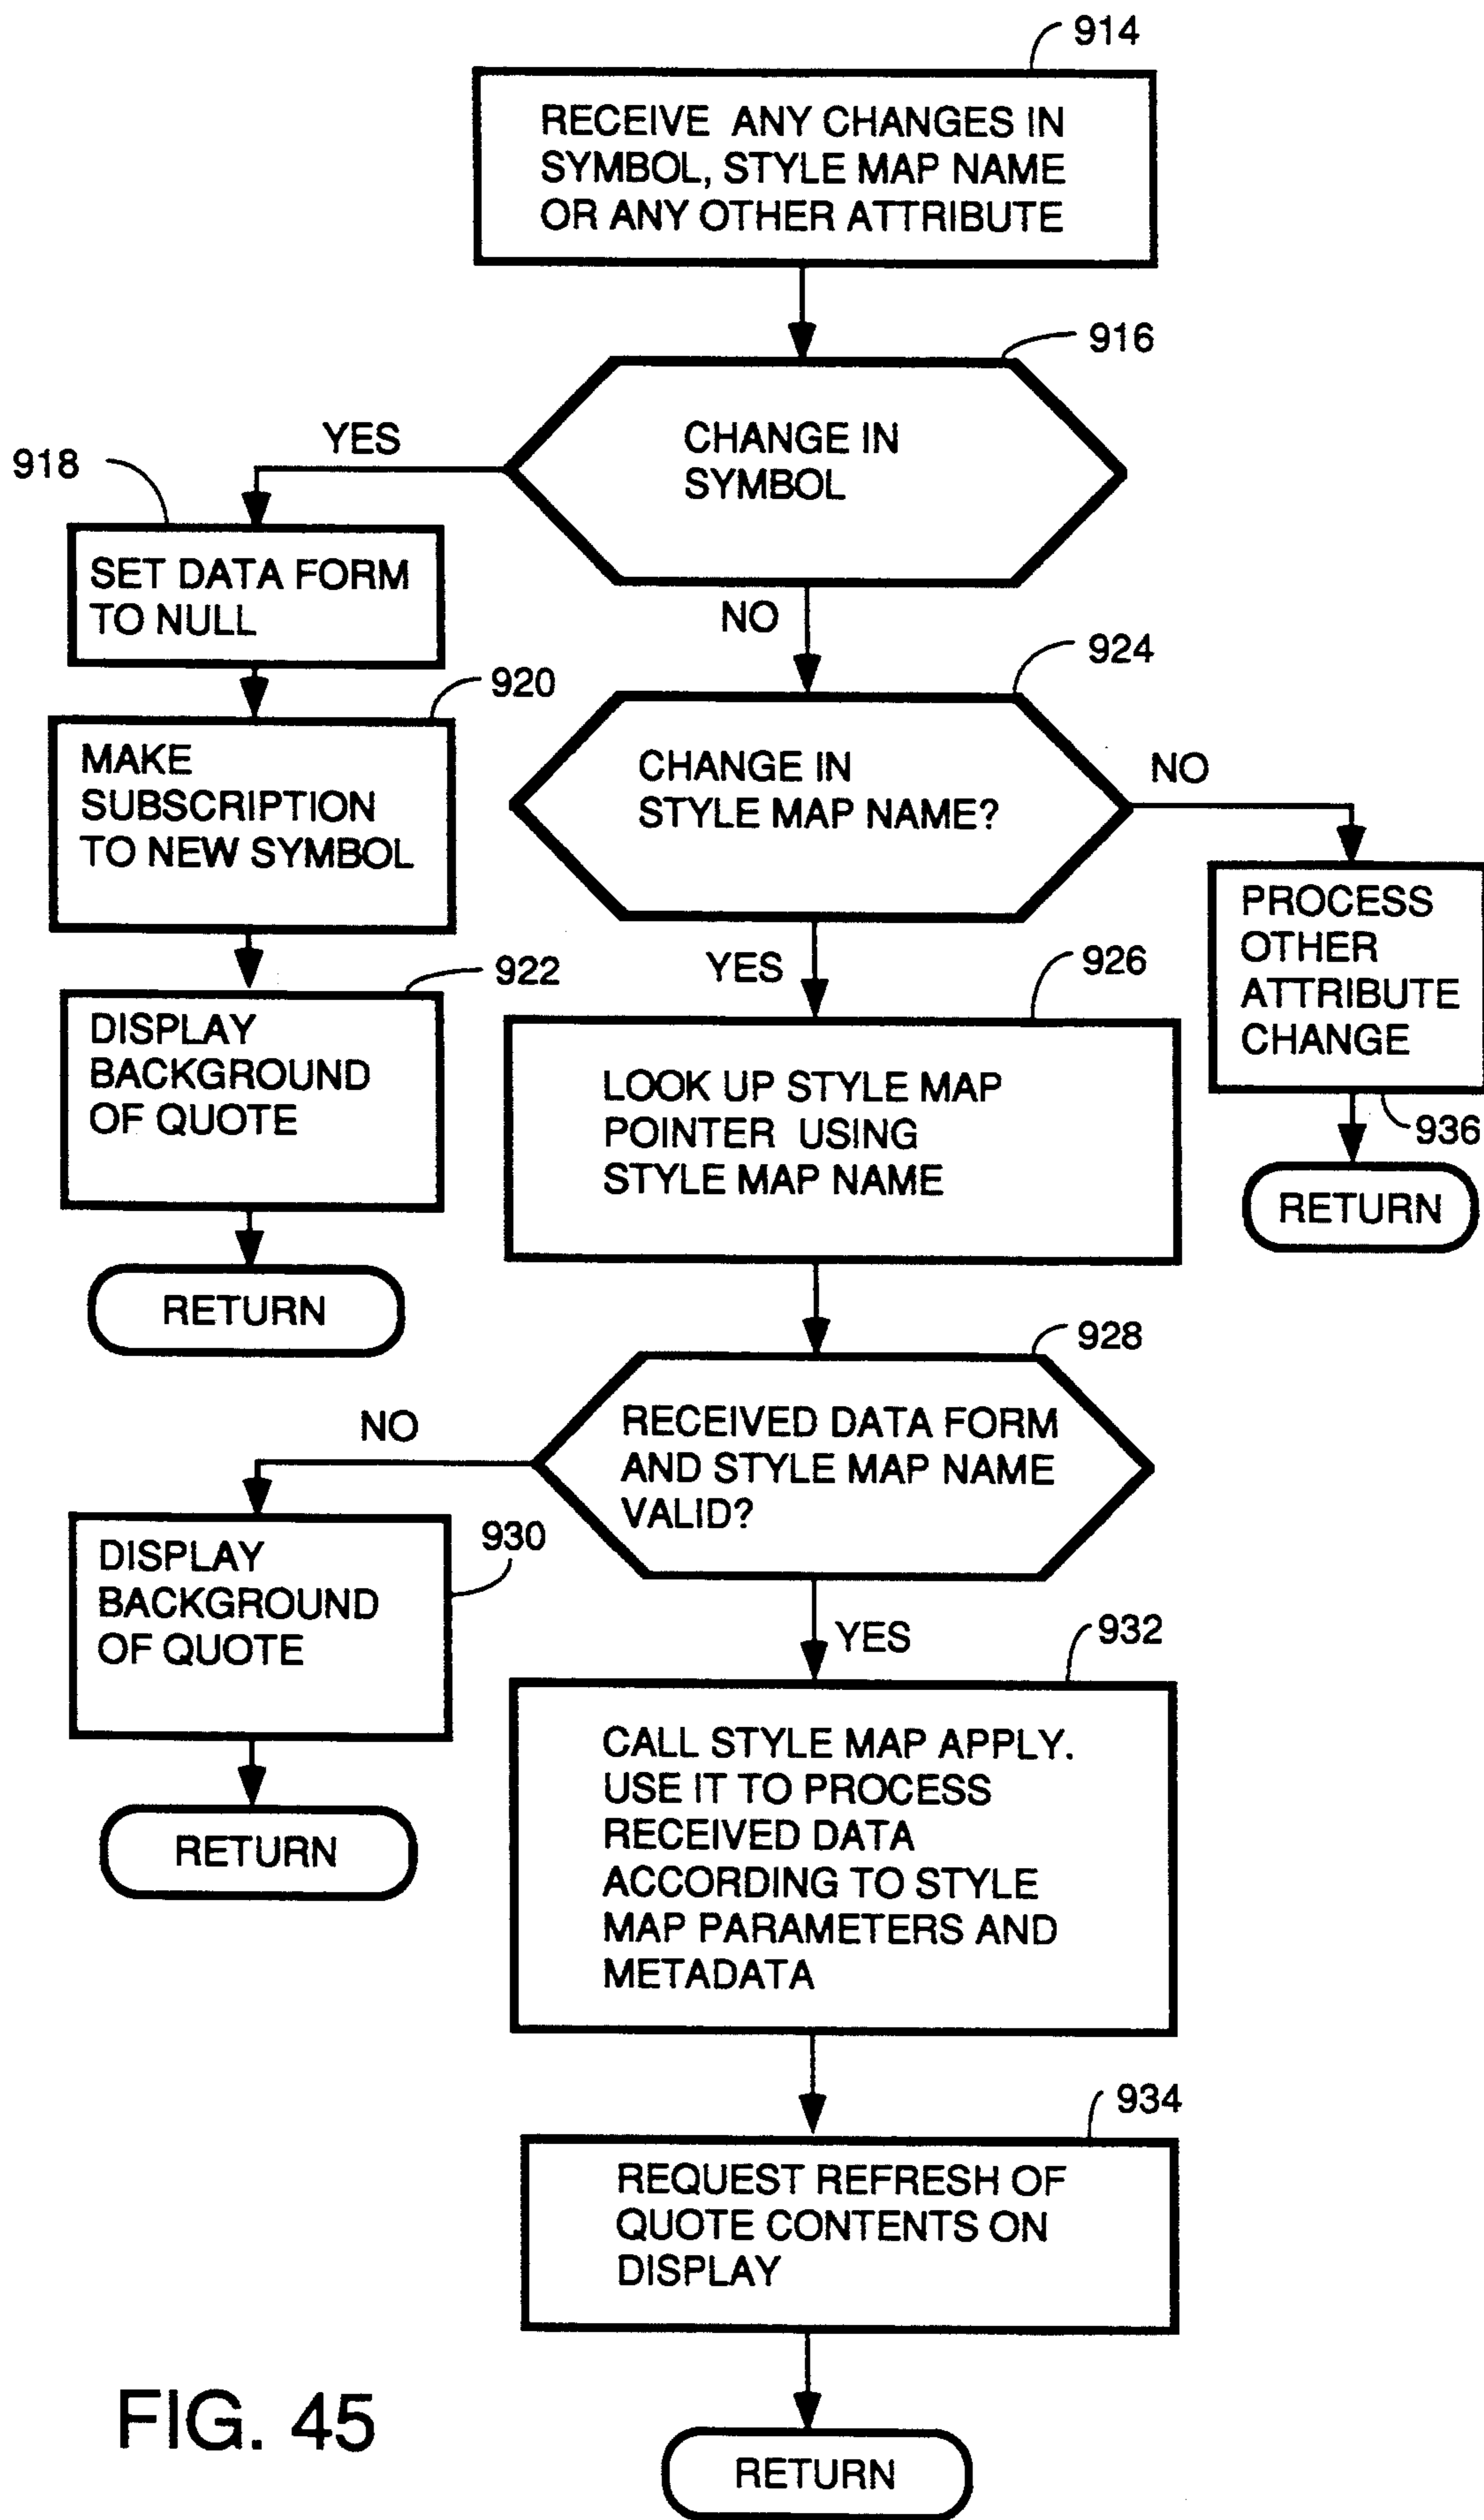 914
RECEIVE ANY CHANGES IN
SYMBOL, STYLE MAP NAME
OR ANY OTHER ATTRIBUTE
916
CHANGE IN
SYMBOL
YES
918
SET DATA FORM
TO NULL
NO
920
MAKE
SUBSCRIPTION
TO NEW SYMBOL
924
CHANGE IN
STYLE MAP NAME?
NO
PROCESS
OTHER
ATTRIBUTE
CHANGE
936
RETURN
922
DISPLAY
BACKGROUND
OF QUOTE
RETURN
YES
926
LOOK UP STYLE MAP
POINTER USING
STYLE MAP NAME
928
RECEIVED DATA FORM
AND STYLE MAP NAME
VALID?
NO
930
DISPLAY
BACKGROUND
OF QUOTE
RETURN
YES
932
CALL STYLE MAP APPLY.
USE IT TO PROCESS
RECEIVED DATA
ACCORDING TO STYLE
MAP PARAMETERS AND
METADATA
934
REQUEST REFRESH OF
QUOTE CONTENTS ON
DISPLAY
RETURN
FIG. 45